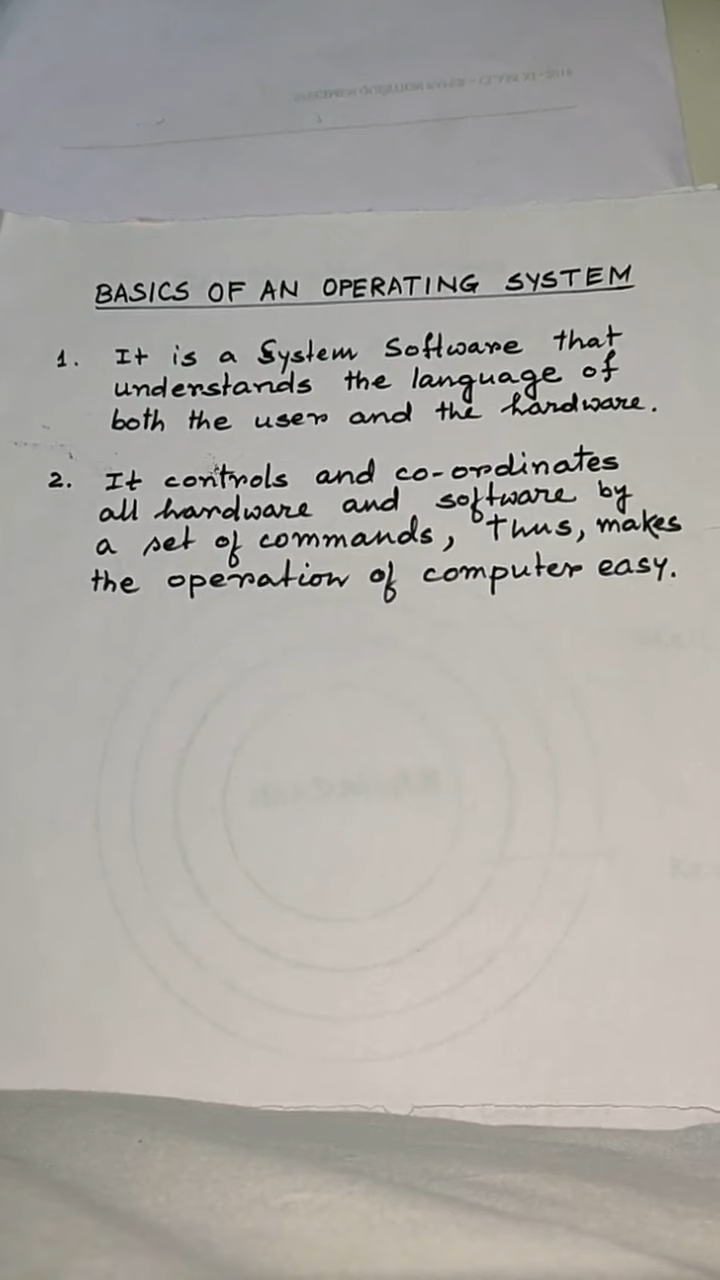 BASICS OF AN OPERATING SYSTEM
1. It is a System Software that
understands the language of
both the user and the hardware.
2. It controls and co-ordinates
all hardware and software by
a set of commands, Thus, makes
the operation of computer easy.